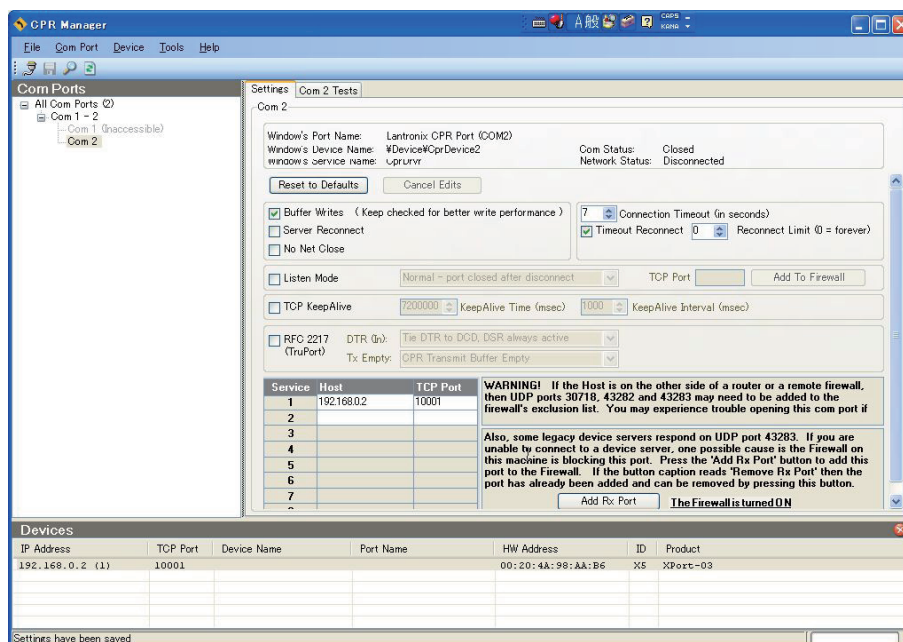 CPR Manager
A般
CAPS
KANA
File Com Port Device Tools Help
Com Ports
All Com Ports (2)
Com 1 - 2
Com 1 (Inaccessible)
Com 2
Settings Com 2 Tests
Com 2
Window's Port Name: Lantronix CPR Port (COM2)
Window's Device Name: ¥Device¥CprDevice2 Com Status: Closed
Window's Service Name: CprDrvr Network Status: Disconnected
Reset to Defaults Cancel Edits
Buffer Writes ( Keep checked for better write performance )
Server Reconnect
No Net Close
7 Connection Timeout (in seconds)
Timeout Reconnect 0 Reconnect Limit (0 = forever)
Listen Mode Normal - port closed after disconnect TCP Port Add To Firewall
TCP KeepAlive 7200000 KeepAlive Time (msec) 1000 KeepAlive Interval (msec)
RFC 2217 DTR (In): Tie DTR to DCD, DSR always active
(TruPort) Tx Empty: CPR Transmit Buffer Empty
Service Host TCP Port
1 192.168.0.2 10001
2
3
4
5
6
7
WARNING! If the Host is on the other side of a router or a remote firewall,
then UDP ports 30718, 43282 and 43283 may need to be added to the
firewall's exclusion list. You may experience trouble opening this com port if
Also, some legacy device servers respond on UDP port 43283. If you are
unable to connect to a device server, one possible cause is the Firewall on
this machine is blocking this port. Press the 'Add Rx Port' button to add this
port to the Firewall. If the button caption reads 'Remove Rx Port' then the
port has already been added and can be removed by pressing this button.
Add Rx Port The Firewall is turned ON
Devices
IP Address TCP Port Device Name Port Name HW Address ID Product
192.168.0.2 (1) 10001 00:20:4A:98:AA:B6 X5 XPort-03
Settings have been saved